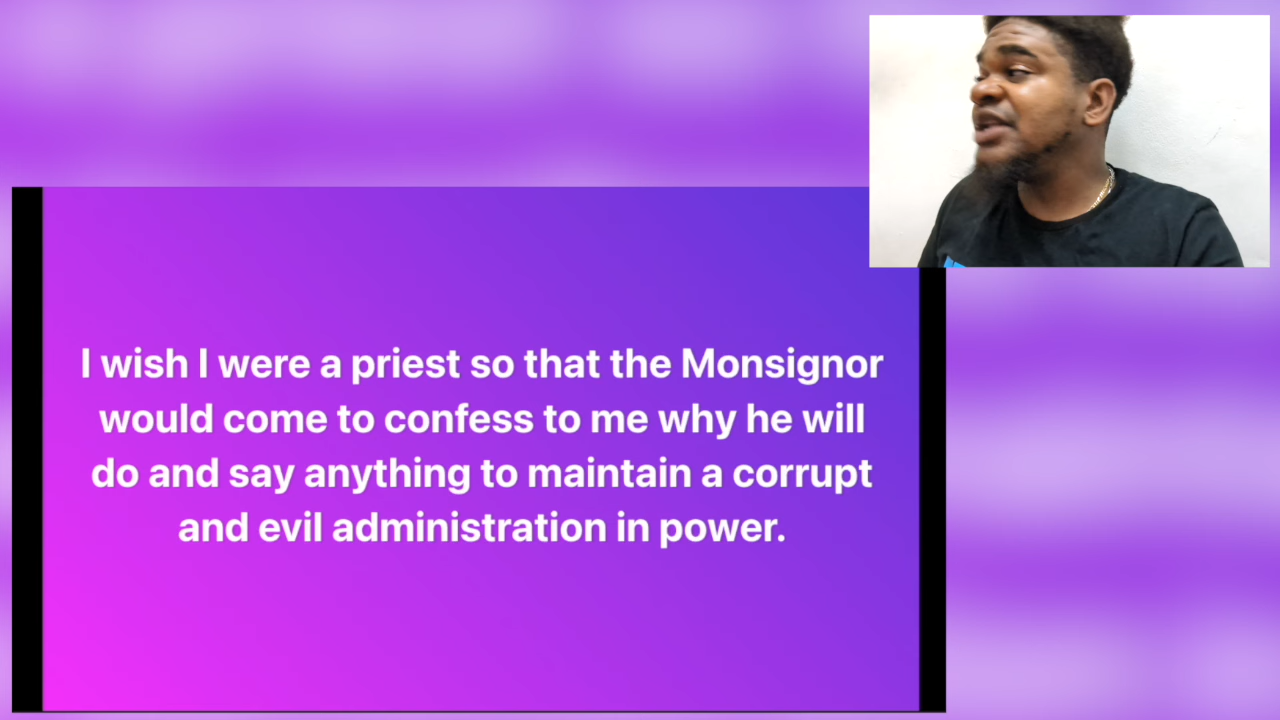 I wish I were a priest so that the Monsignor
would come to confess to me why he will
do and say anything to maintain a corrupt
and evil administration in power.